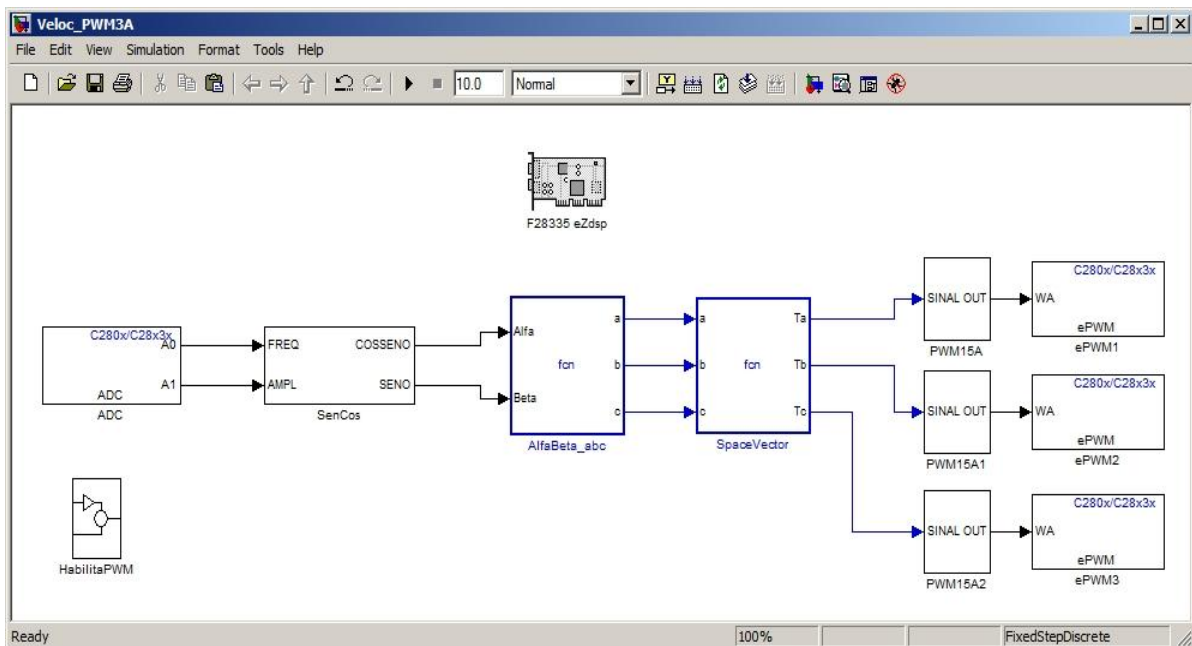 Veloc_PWM3A
File Edit View Simulation Format Tools Help
10.0 Normal
F28335 eZdsp
C280x/C28x3x
A0
A1
ADC
ADC
FREQ COSSENO
AMPL SENO
SenCos
Alfa
Beta
fcn
a
b
c
AlfaBeta_abc
a
b
c
fcn
Ta
Tb
Tc
SpaceVector
SINAL OUT
PWM15A
C280x/C28x3x
WA
ePWM
ePWM1
SINAL OUT
PWM15A1
C280x/C28x3x
WA
ePWM
ePWM2
SINAL OUT
PWM15A2
C280x/C28x3x
WA
ePWM
ePWM3
HabilitaPWM
Ready 100% FixedStepDiscrete